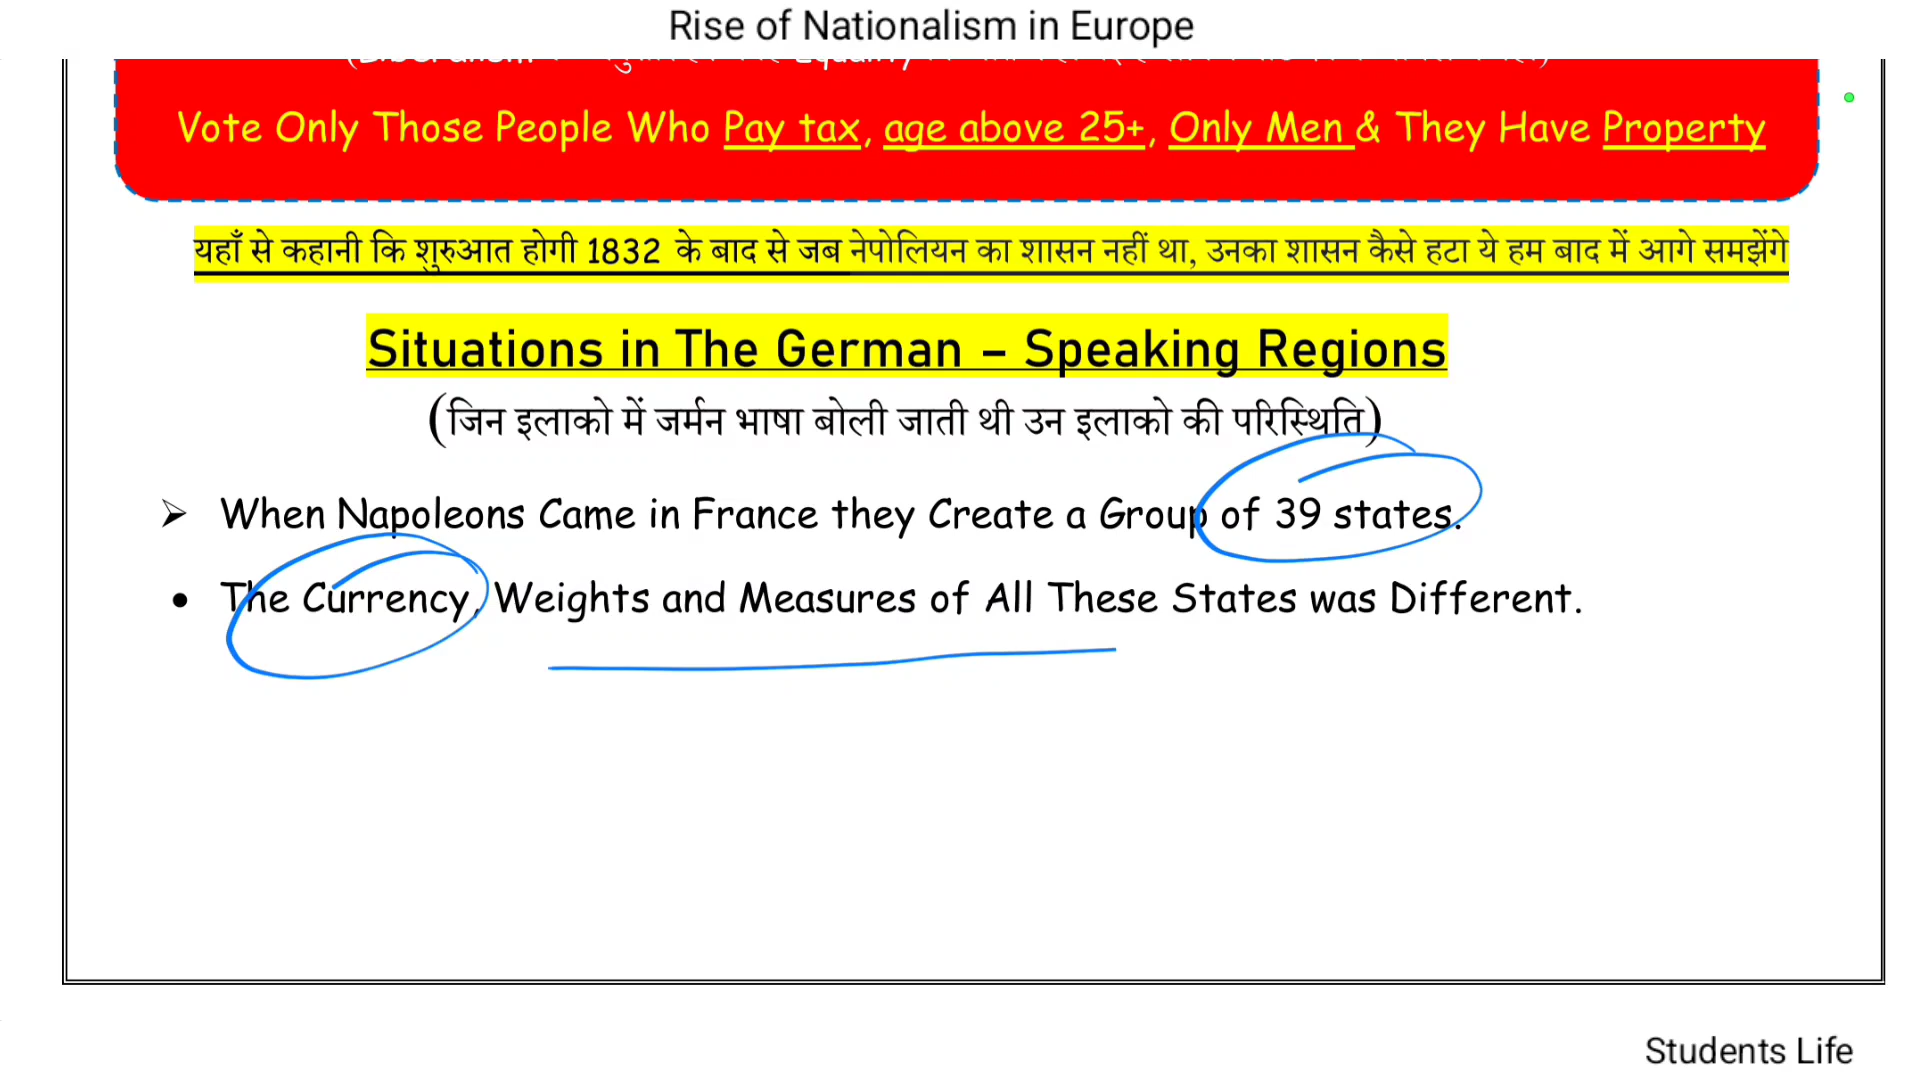 Rise of Nationalism in Europe
Equality
Vote Only Those People Who Pay tax, age above 25+, Only Men & They Have Property
यहाँ से कहानी कि शुरुआत होगी 1832 के बाद से जब नेपोलियन का शासन नहीं था, उनका शासन कैसे हटा ये हम बाद में आगे समझेंगे
Situations in The German – Speaking Regions
(जिन इलाको में जर्मन भाषा बोली जाती थी उन इलाको की परिस्थिति)
➢ When Napoleons Came in France they Create a Group of 39 states.
• The Currency, Weights and Measures of All These States was Different.
Students Life